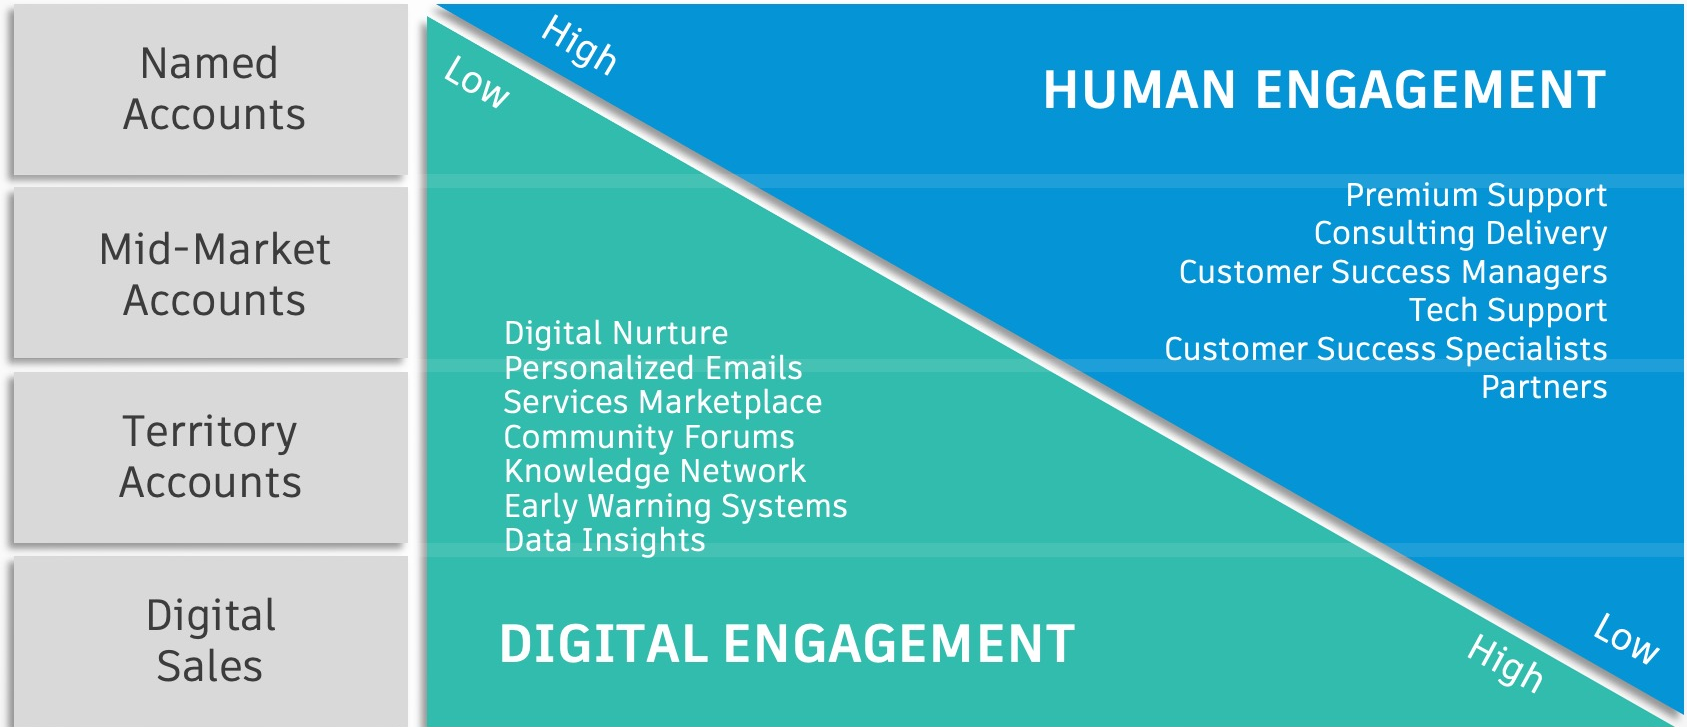 Named
Accounts
Mid-Market
Accounts
Territory
Accounts
Digital
Sales
High
Low
HUMAN ENGAGEMENT
Premium Support
Consulting Delivery
Customer Success Managers
Tech Support
Customer Success Specialists
Partners
Digital Nurture
Personalized Emails
Services Marketplace
Community Forums
Knowledge Network
Early Warning Systems
Data Insights
DIGITAL ENGAGEMENT
Low
High